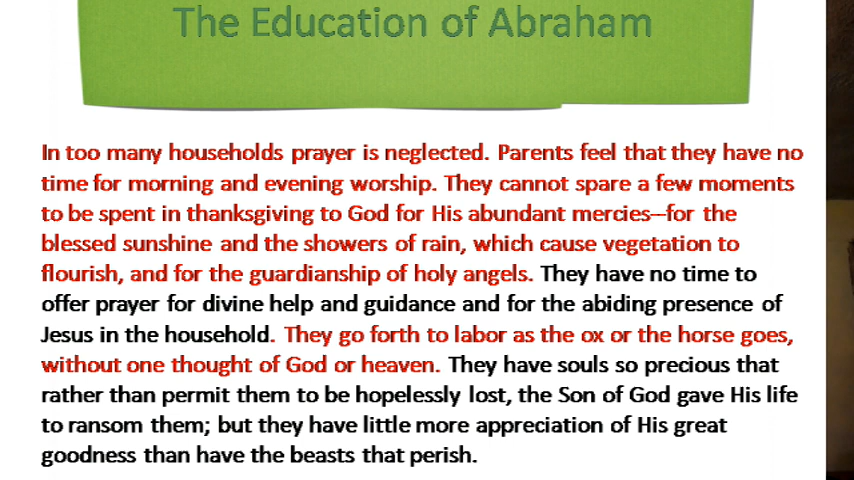 The Education of Abraham
In too many households prayer is neglected. Parents feel that they have no
time for morning and evening worship. They cannot spare a few moments
to be spent in thanksgiving to God for His abundant mercies--for the
blessed sunshine and the showers of rain, which cause vegetation to
flourish, and for the guardianship of holy angels. They have no time to
offer prayer for divine help and guidance and for the abiding presence of
Jesus in the household. They go forth to labor as the ox or the horse goes,
without one thought of God or heaven. They have souls so precious that
rather than permit them to be hopelessly lost, the Son of God gave His life
to ransom them; but they have little more appreciation of His great
goodness than have the beasts that perish.